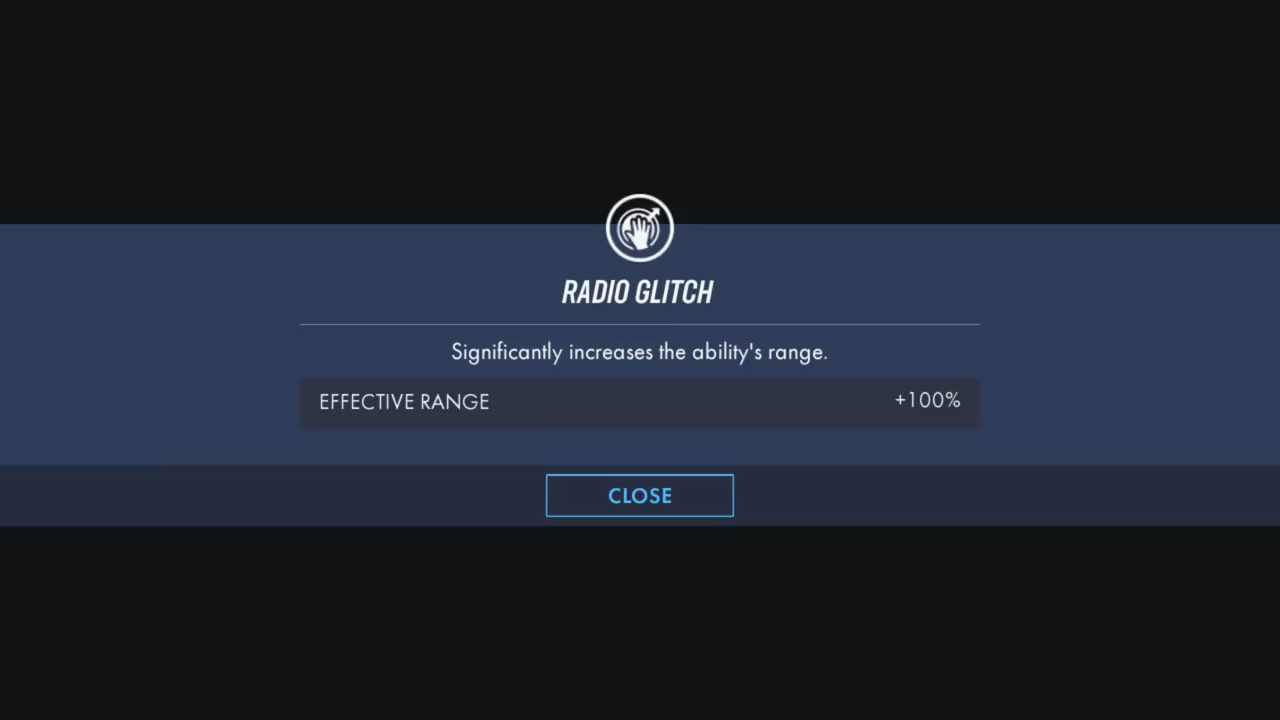 RADIO GLITCH
Significantly increases the ability's range.
EFFECTIVE RANGE +100%
CLOSE